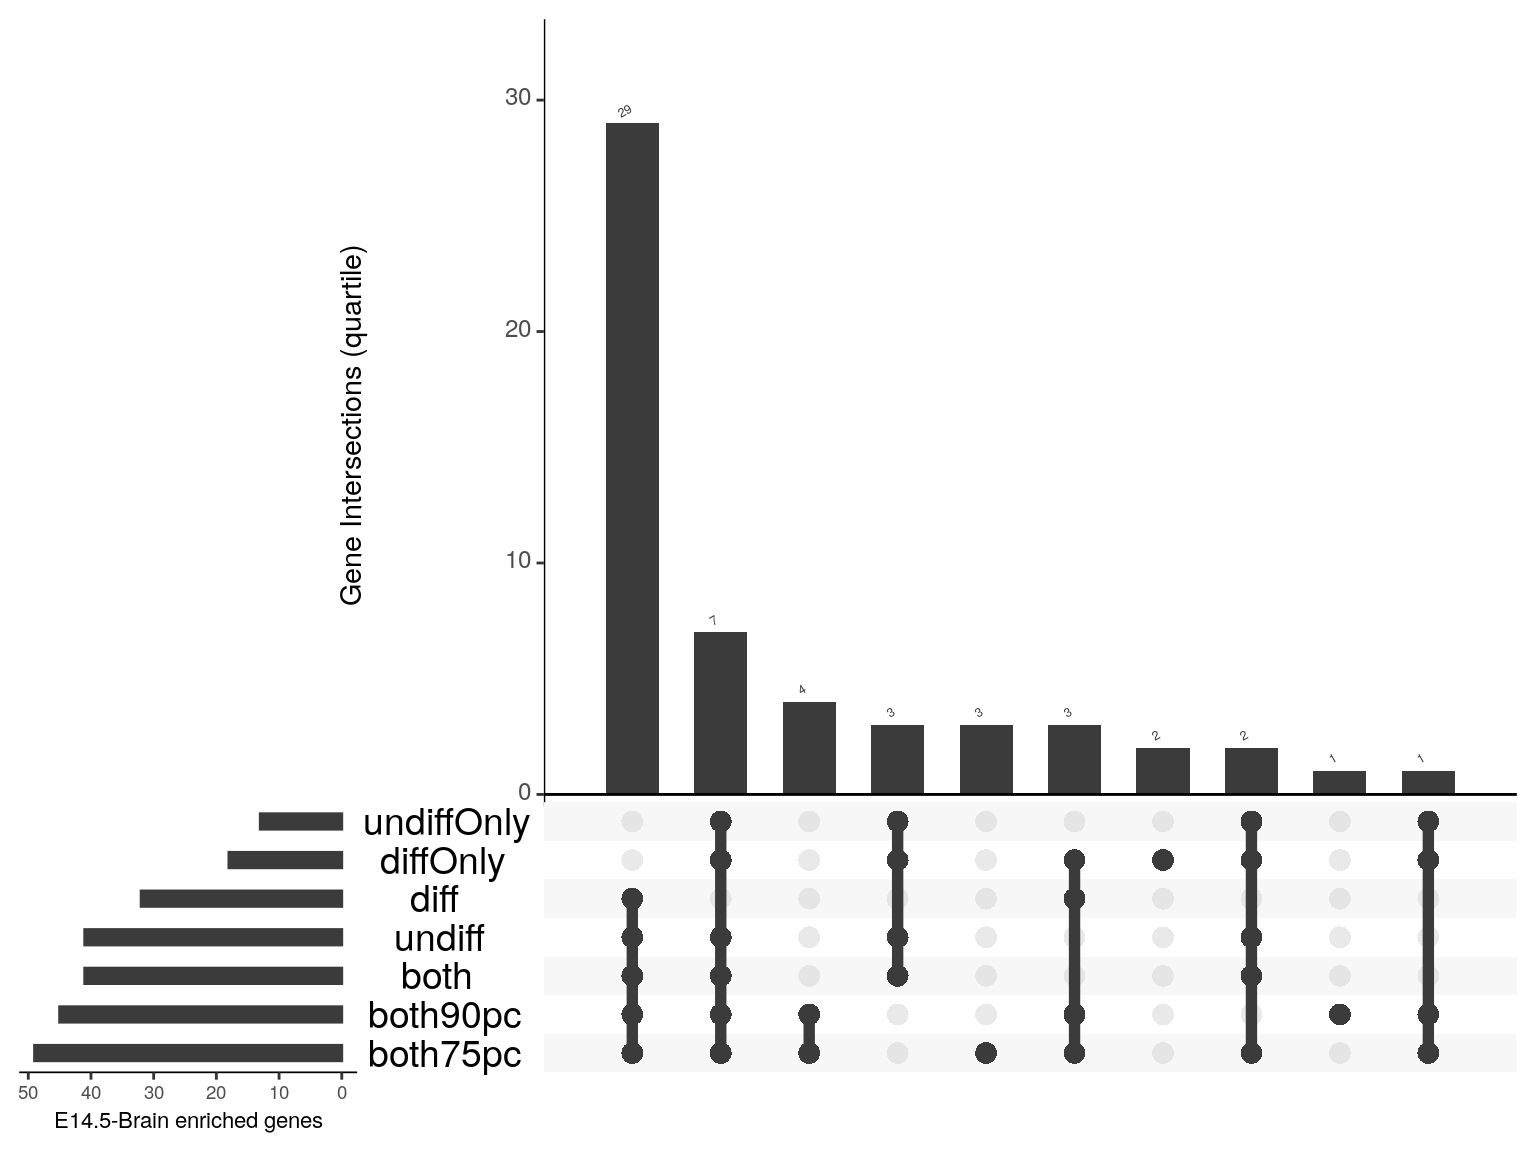 30
29
20
Gene Intersections (quartile)
10
7
4
3
3
3
2
2
1
1
0
undiffOnly
diffOnly
diff
undiff
both
both90pc
both75pc
50 40 30 20 10 0
E14.5-Brain enriched genes